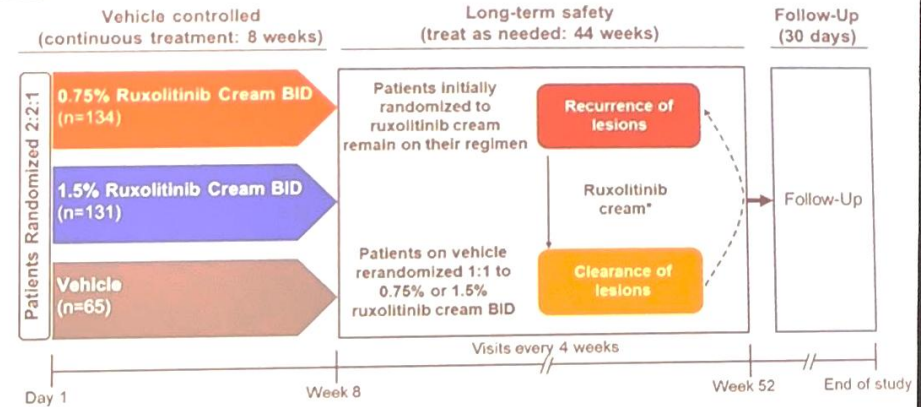 Vehicle controlled
(continuous treatment: 8 weeks)
Long-term safety
(treat as needed: 44 weeks)
Follow-Up
(30 days)
Patients Randomized 2:2:1
0.75% Ruxolitinib Cream BID
(n=134)
1.5% Ruxolitinib Cream BID
(n=131)
Vehicle
(n=65)
Patients initially
randomized to
ruxolitinib cream
remain on their regimen
Patients on vehicle
rerandomized 1:1 to
0.75% or 1.5%
ruxolitinib cream BID
Recurrence of
lesions
Ruxolitinib
cream*
Clearance of
lesions
Follow-Up
Visits every 4 weeks
Day 1
Week 8
Week 52
End of study